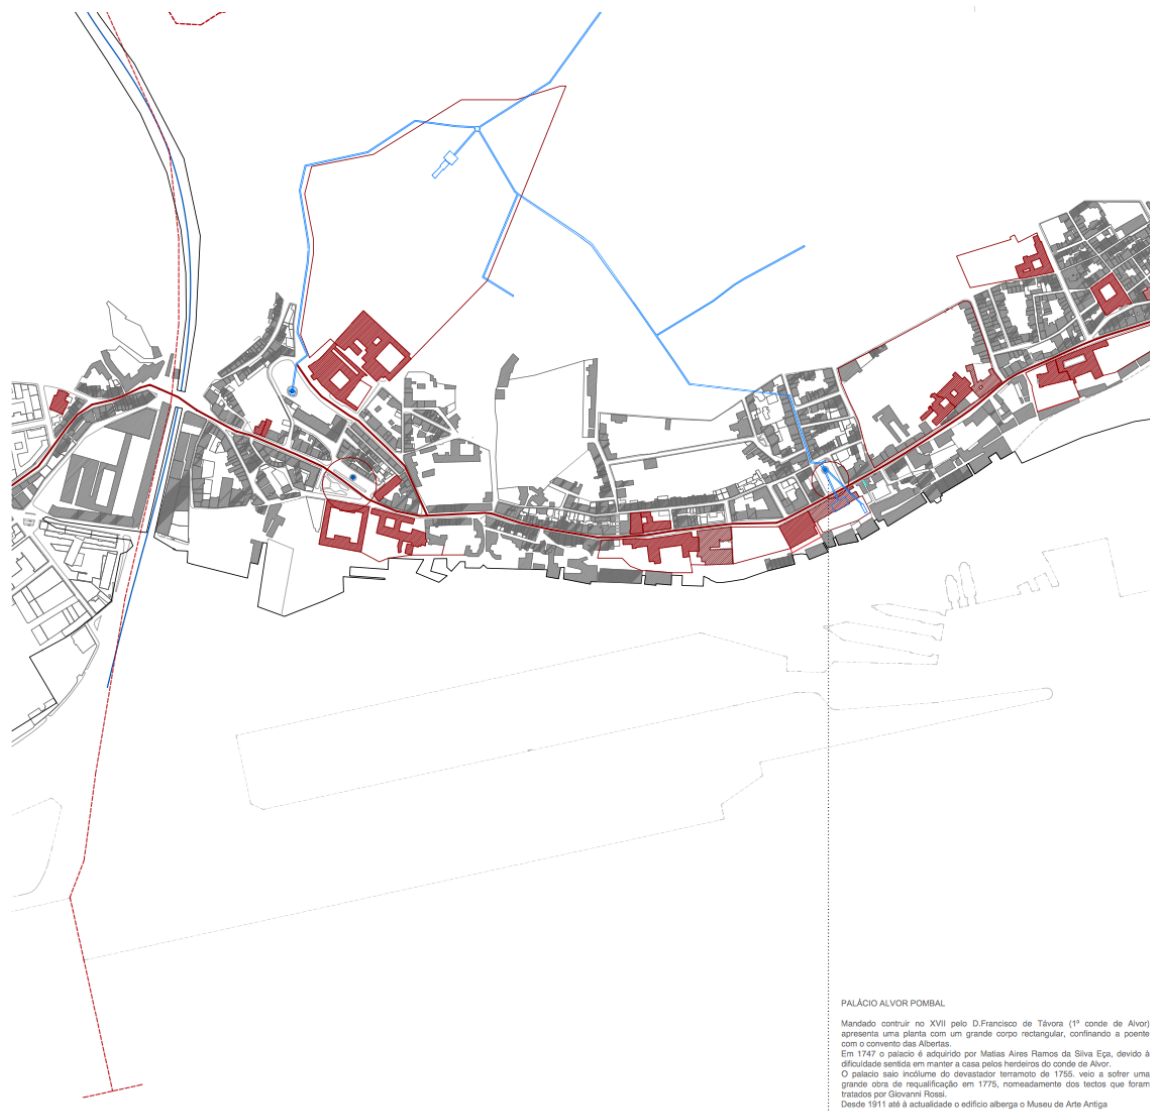 PALÁCIO ALVOR POMBAL
Mandado contruir no XVII pelo D.Francisco de Távora (1º conde de Alvor)
apresenta uma planta com um grande corpo rectangular, confinando a poente
com o convento das Albertas.
Em 1747 o palacio é adquirido por Matias Aires Ramos da Silva Eça, devido à
dificuldade sentida em manter a casa pelos herdeiros do conde de Alvor.
O palacio saio incólume do devastador terramoto de 1755. veio a sofrer uma
grande obra de requalificação em 1775, nomeadamente dos tectos que foram
tratados por Giovanni Rossi.
Desde 1911 até à actualidade o edificio alberga o Museu de Arte Antiga